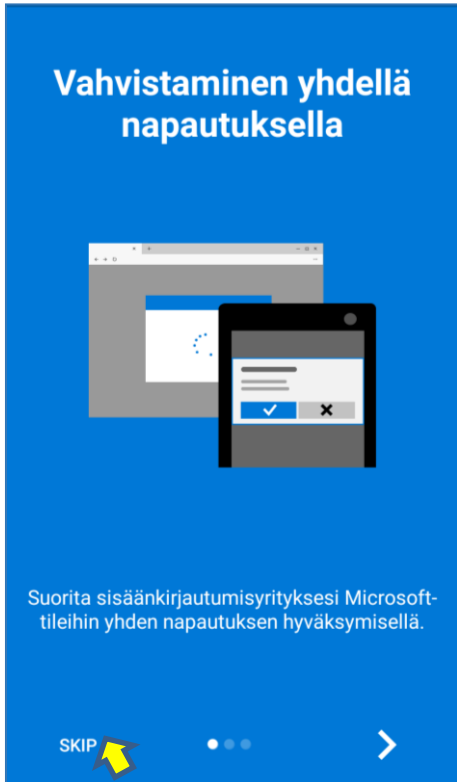 Vahvistaminen yhdellä
napautuksella
Suorita sisäänkirjautumisyrityksesi Microsoft-
tileihin yhden napautuksen hyväksymisellä.
SKIP